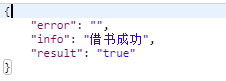 {
"error": "",
"info": "借书成功",
"result": "true"
}